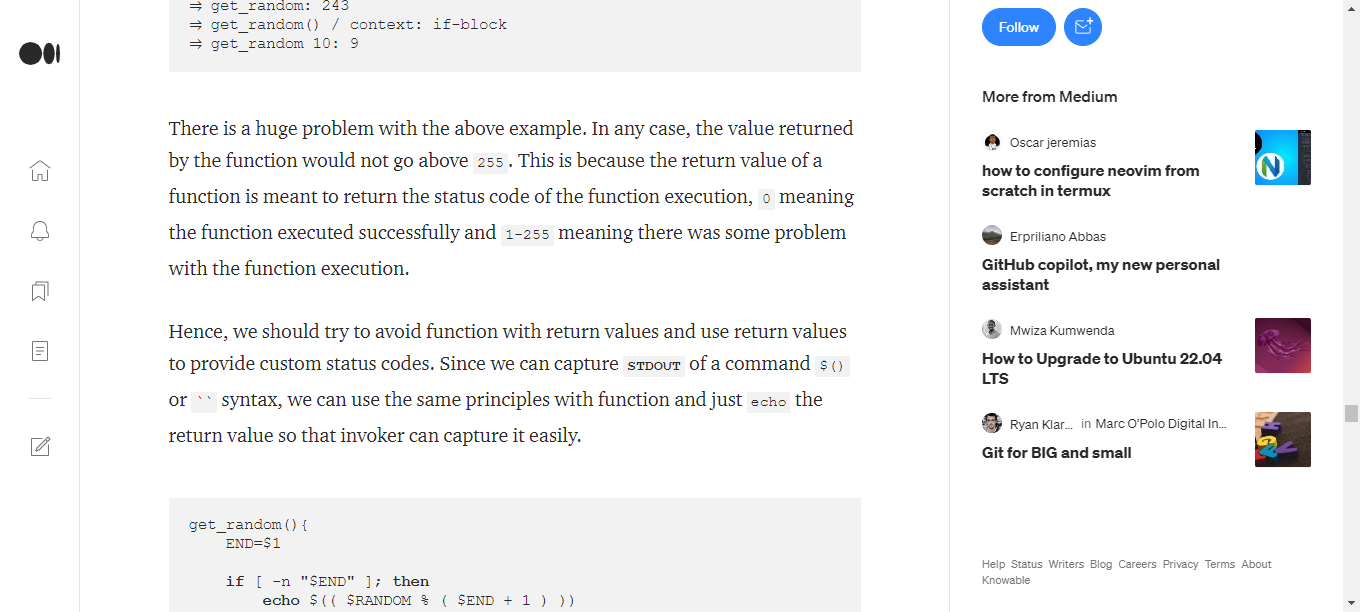 ⇒ get_random: 243
⇒ get_random() / context: if-block
⇒ get_random 10: 9
There is a huge problem with the above example. In any case, the value returned
by the function would not go above 255. This is because the return value of a
function is meant to return the status code of the function execution, 0 meaning
the function executed successfully and 1-255 meaning there was some problem
with the function execution.
Hence, we should try to avoid function with return values and use return values
to provide custom status codes. Since we can capture STDOUT of a command $()
or `` syntax, we can use the same principles with function and just echo the
return value so that invoker can capture it easily.
get_random(){
    END=$1
    if [ -n "$END" ]; then
        echo $(( $RANDOM % ( $END + 1 ) ))
Follow
More from Medium
Oscar jeremias
how to configure neovim from
scratch in termux
Erpriliano Abbas
GitHub copilot, my new personal
assistant
Mwiza Kumwenda
How to Upgrade to Ubuntu 22.04
LTS
Ryan Klar... in Marc O'Polo Digital In...
Git for BIG and small
Help Status Writers Blog Careers Privacy Terms About
Knowable